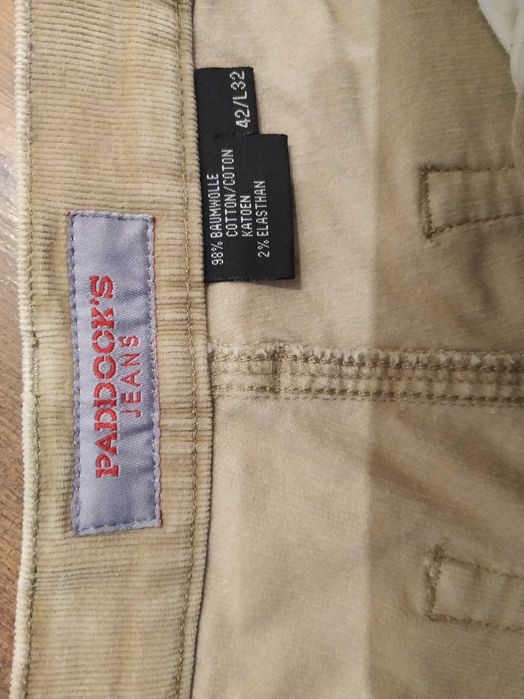 PADDOCK'S
JEANS
42/L32
98% BAUMWOLLE
COTTON/COTON
KATOEN
2% ELASTHAN